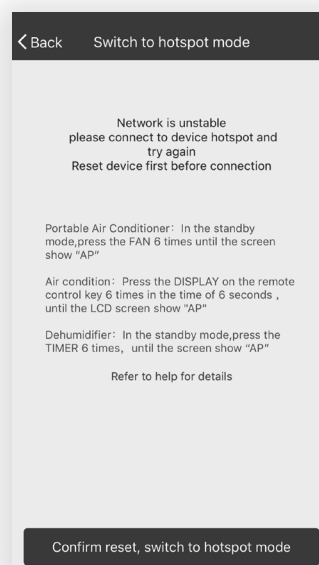 Back Switch to hotspot mode
Network is unstable
please connect to device hotspot and
try again
Reset device first before connection
Portable Air Conditioner：In the standby
mode,press the FAN 6 times until the screen
show "AP"
Air condition：Press the DISPLAY on the remote
control key 6 times in the time of 6 seconds ,
until the LCD screen show "AP"
Dehumidifier：In the standby mode,press the
TIMER 6 times，until the screen show "AP"
Refer to help for details
Confirm reset, switch to hotspot mode